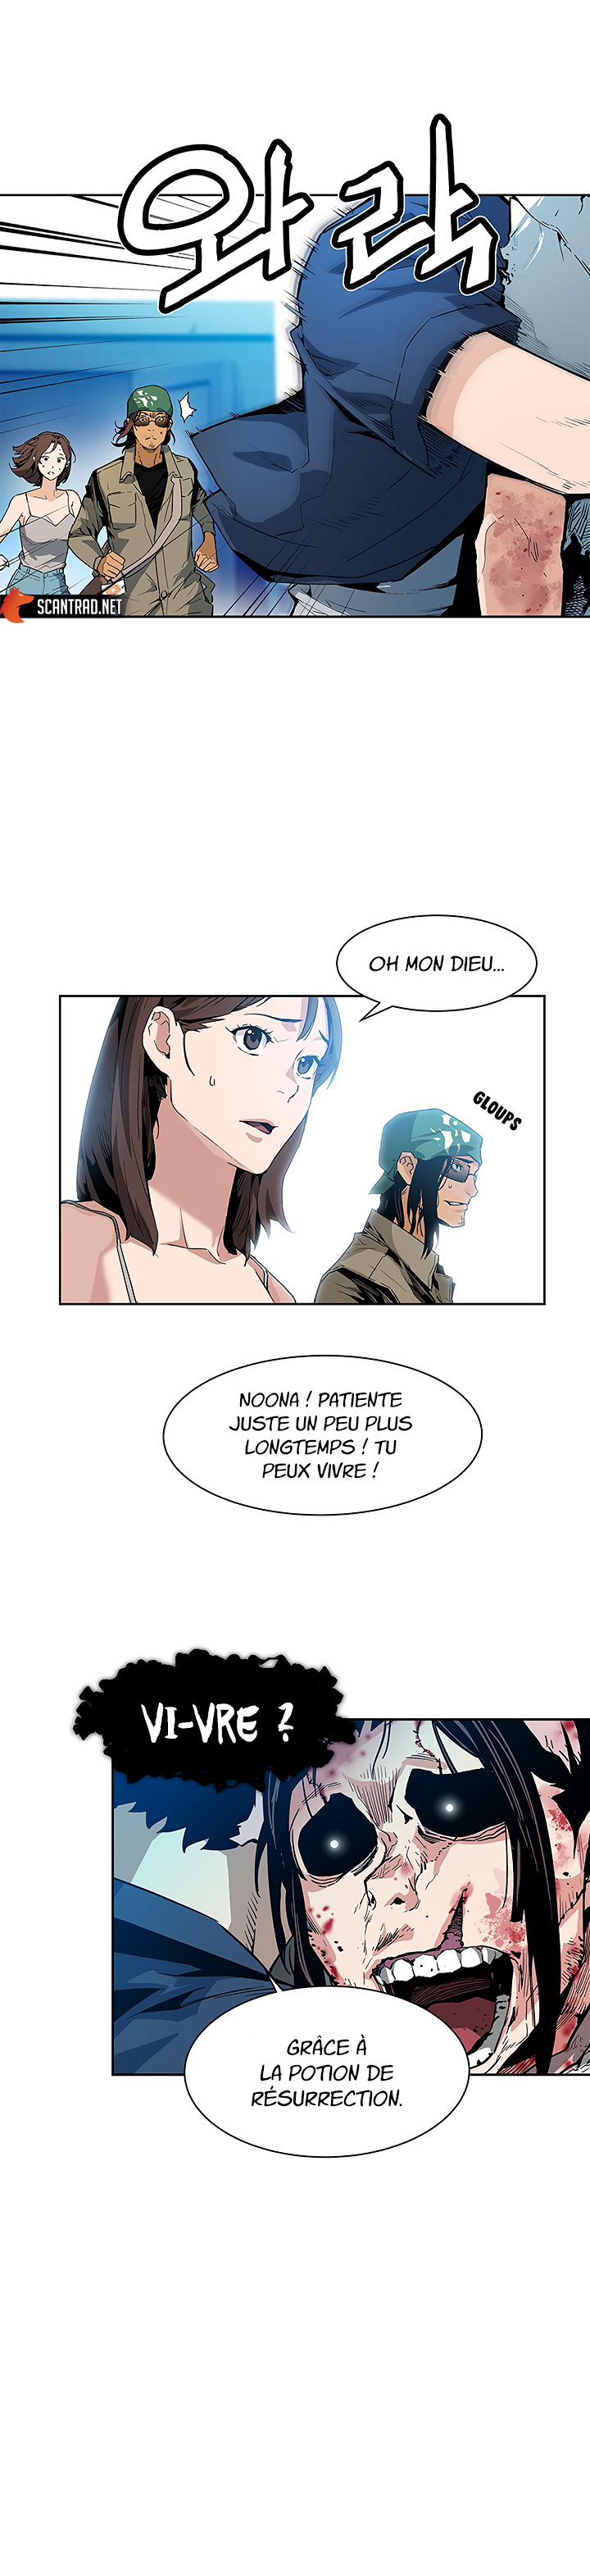 와락
SCANTRAD.NET
OH MON DIEU...
GLOUPS
NOONA ! PATIENTE
JUSTE UN PEU PLUS
LONGTEMPS ! TU
PEUX VIVRE !
VI-VRE ?
GRÂCE À
LA POTION DE
RÉSURRECTION.